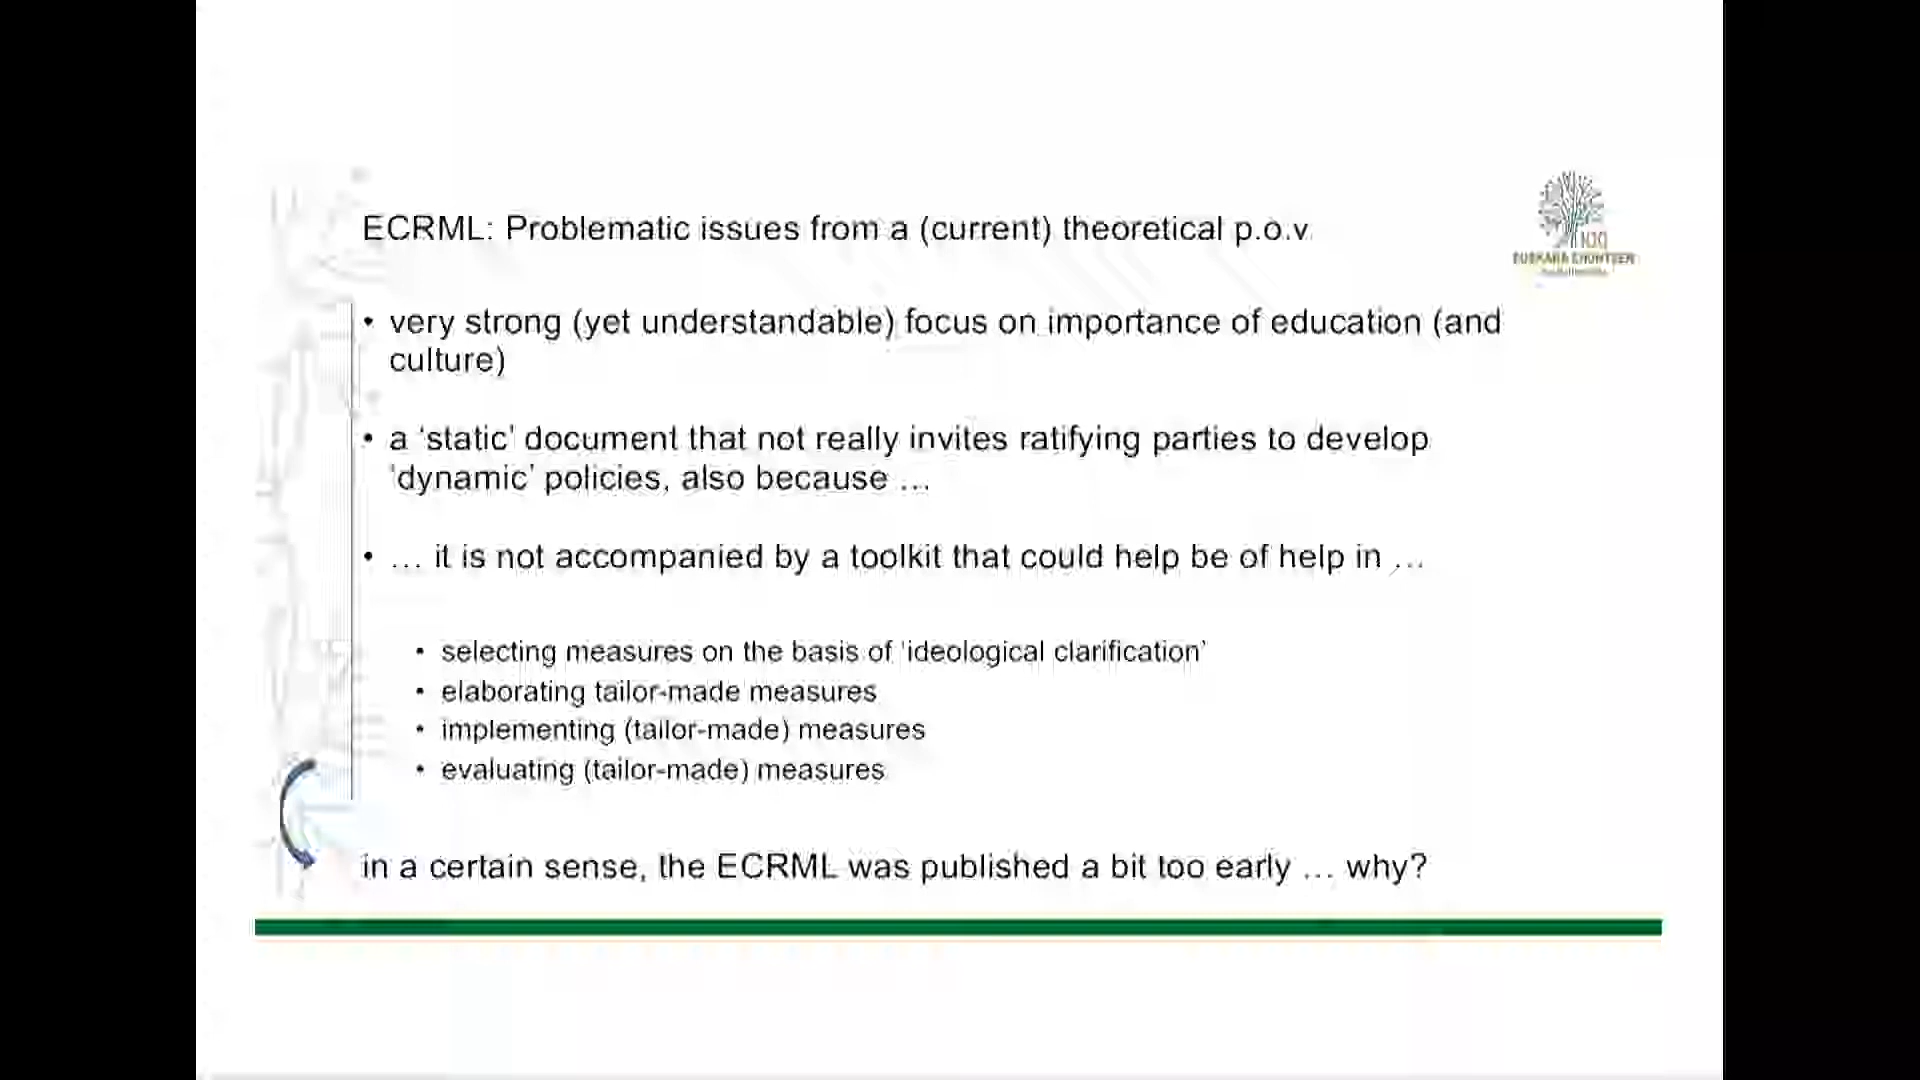 ECRML: Problematic issues from a (current) theoretical p.o.v.
100
EUSKARA EHUNTZEN
• very strong (yet understandable) focus on importance of education (and
culture)
• a ‘static’ document that not really invites ratifying parties to develop
‘dynamic’ policies, also because …
• … it is not accompanied by a toolkit that could help be of help in …
• selecting measures on the basis of ‘ideological clarification’
• elaborating tailor-made measures
• implementing (tailor-made) measures
• evaluating (tailor-made) measures
in a certain sense, the ECRML was published a bit too early … why?